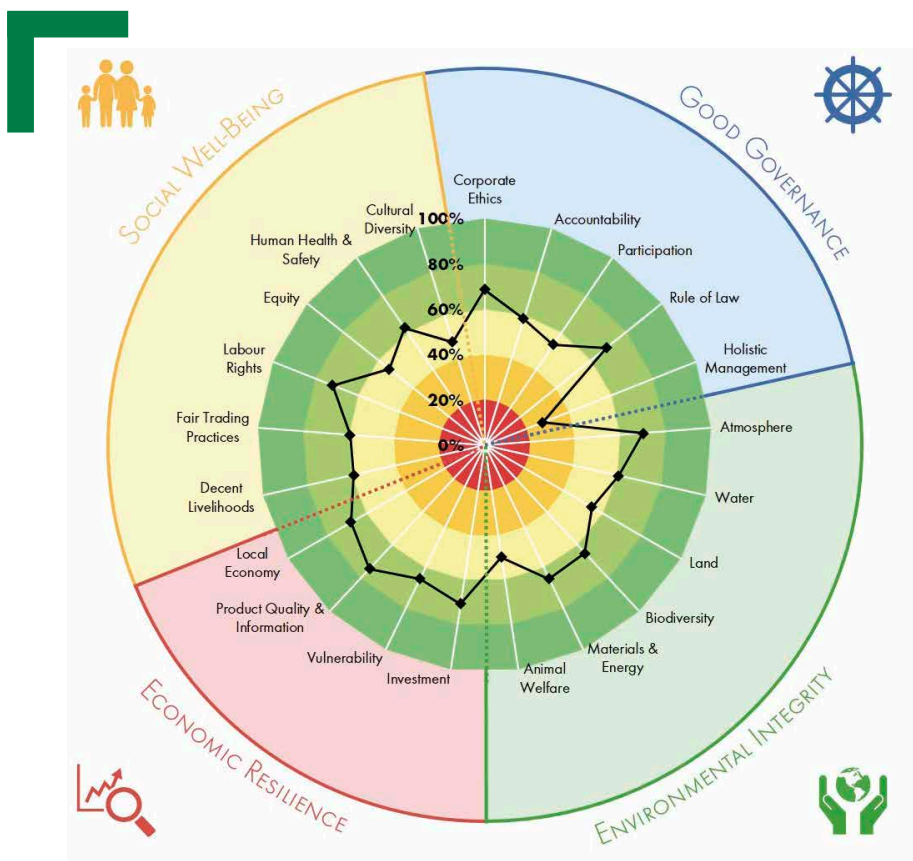 SOCIAL WELL-BEING
GOOD GOVERNANCE
Corporate
Ethics
Accountability
Participation
Rule of Law
Holistic
Management
Atmosphere
Water
Land
Biodiversity
Materials &
Energy
Animal
Welfare
Investment
Vulnerability
Product Quality &
Information
Local
Economy
Decent
Livelihoods
Fair Trading
Practices
Labour
Rights
Equity
Human Health &
Safety
Cultural
Diversity
100%
80%
60%
40%
20%
0%
ECONOMIC RESILIENCE
ENVIRONMENTAL INTEGRITY